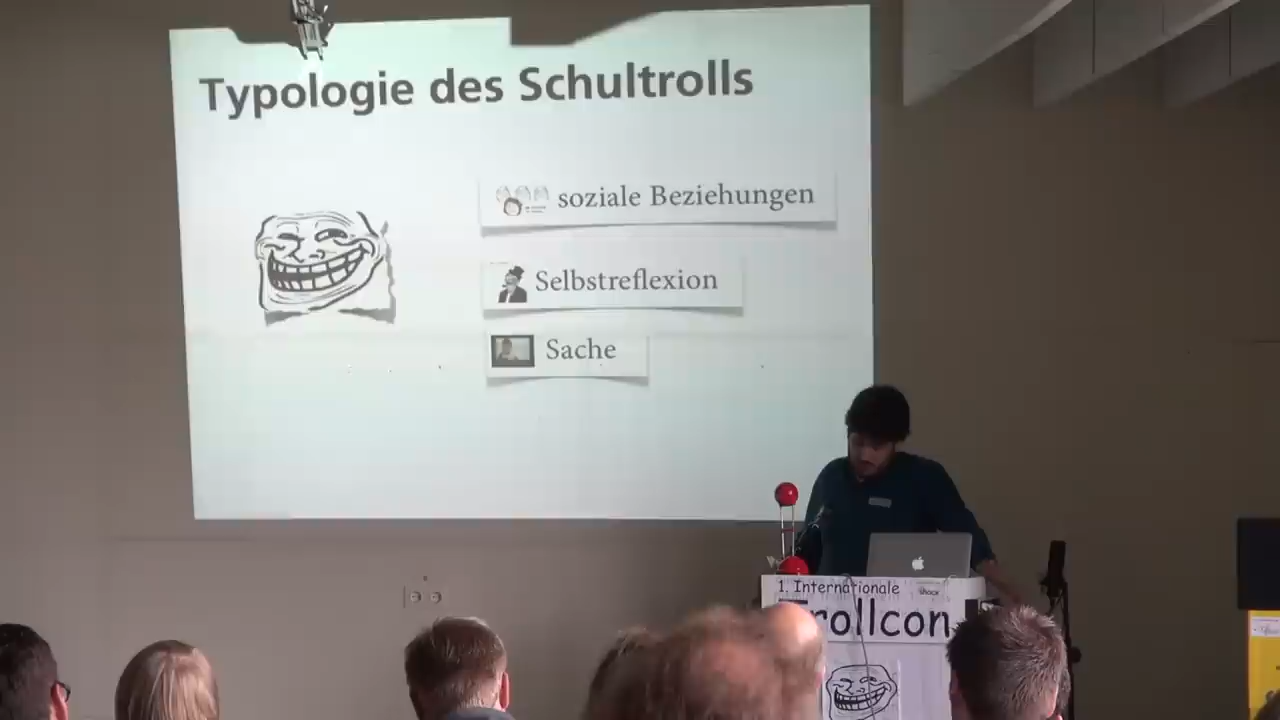 Typologie des Schultrolls
soziale Beziehungen
Selbstreflexion
Sache
1. Internationale
Trollcon